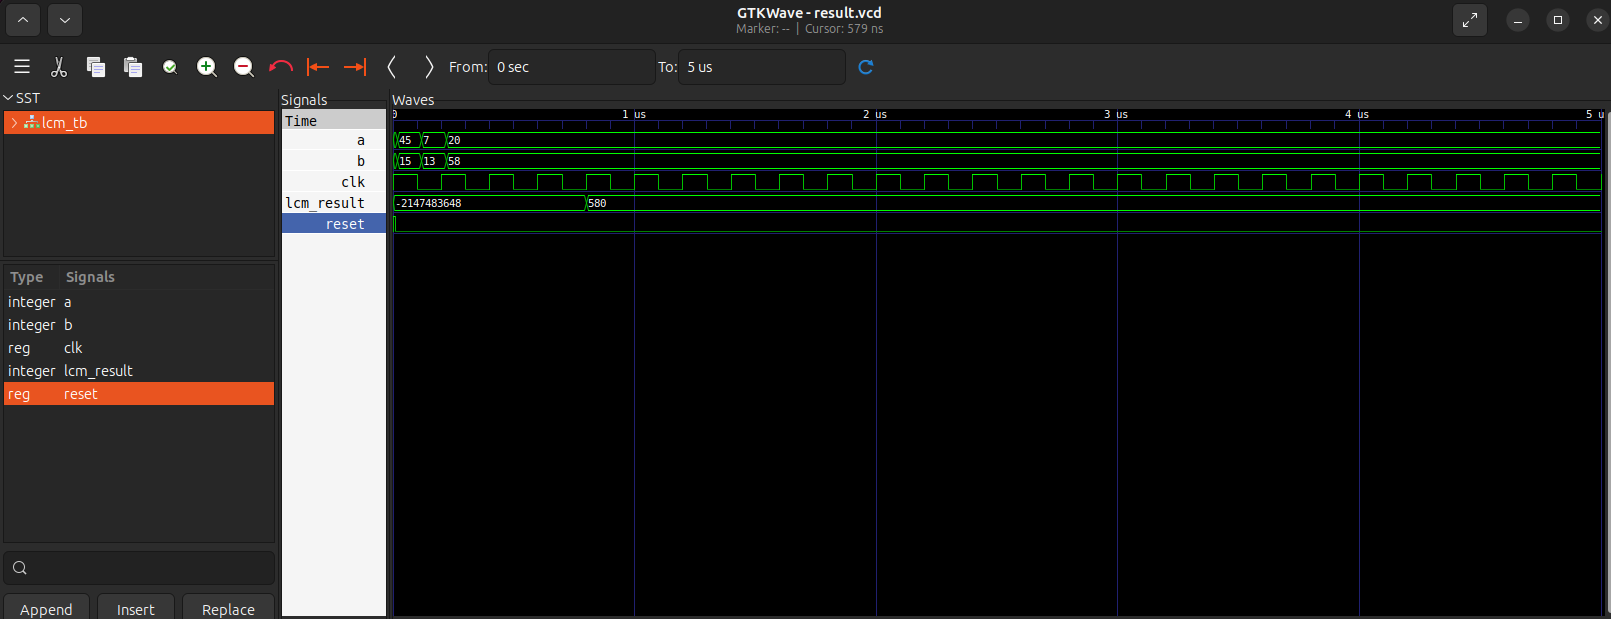 GTKWave - result.vcd
Marker: -- | Cursor: 579 ns
From: 0 sec To: 5 us
SST
lcm_tb
Type Signals
integer a
integer b
reg clk
integer lcm_result
reg reset
Append Insert Replace
Signals
Time
a
b
clk
lcm_result
reset
Waves
0 1 us 2 us 3 us 4 us 5 u
45 7 20
15 13 58
-2147483648 580